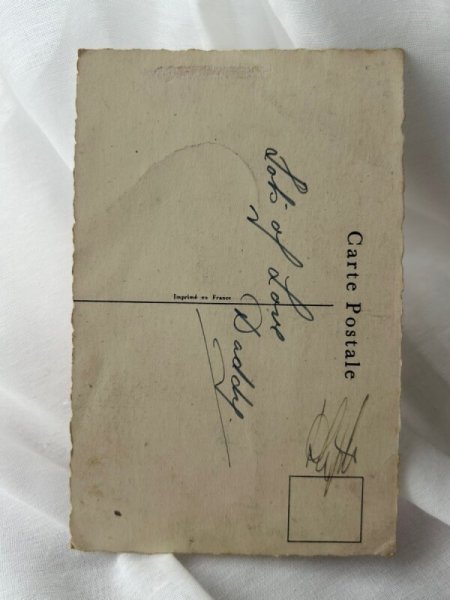 Carte Postale
Lots of Love
Daddy.
Imprimé en France